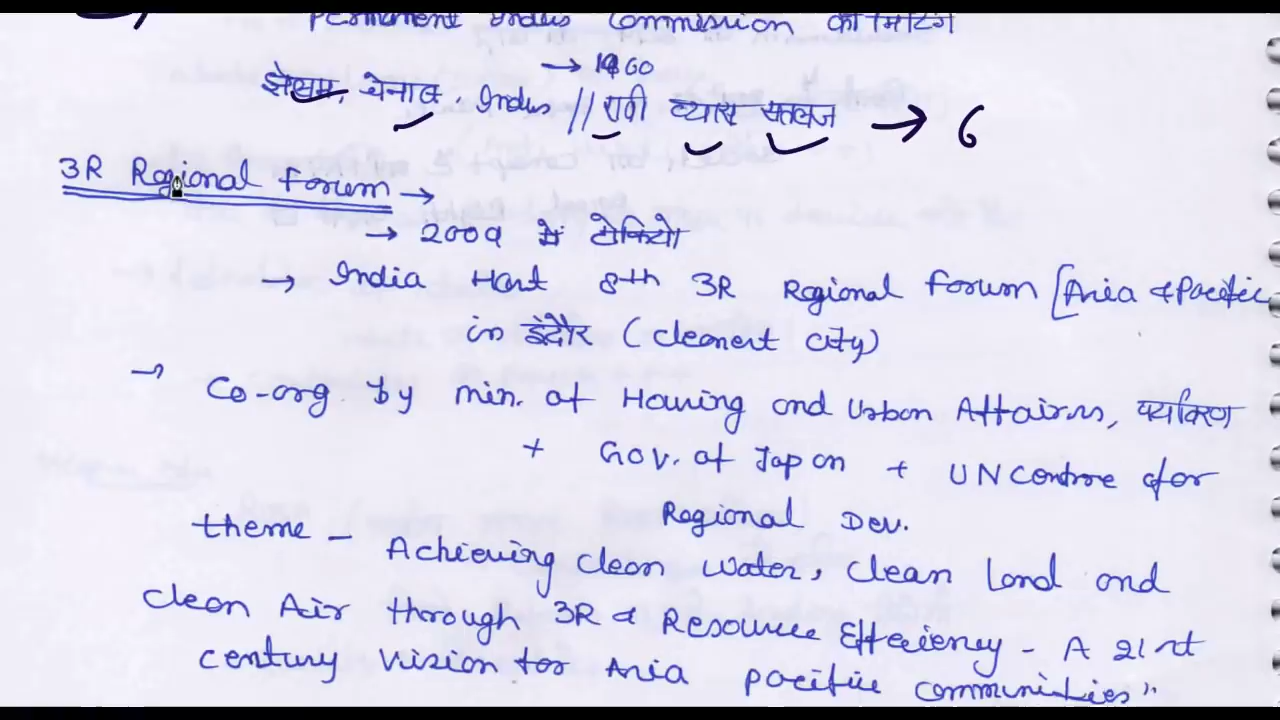 Permanent Indus Commission की मिटिंग
→ 1960
झेलम, चेनाब, Indus // रावी व्यास सतलज → 6
3R Regional Forum →
→ 2009 में टोकियो
→ India Host 8th 3R Regional Forum [Asia & Pacific
in इंदौर (cleanest city)
→ Co-org by min. of Housing and Urban Affairs, पर्यावरण
+ Gov. of Japan + UN Centre for
Regional Dev.
theme - Achieving clean water, clean Land and
clean Air through 3R & Resource Efficiency - A 21st
century vision for Asia pacific communities"